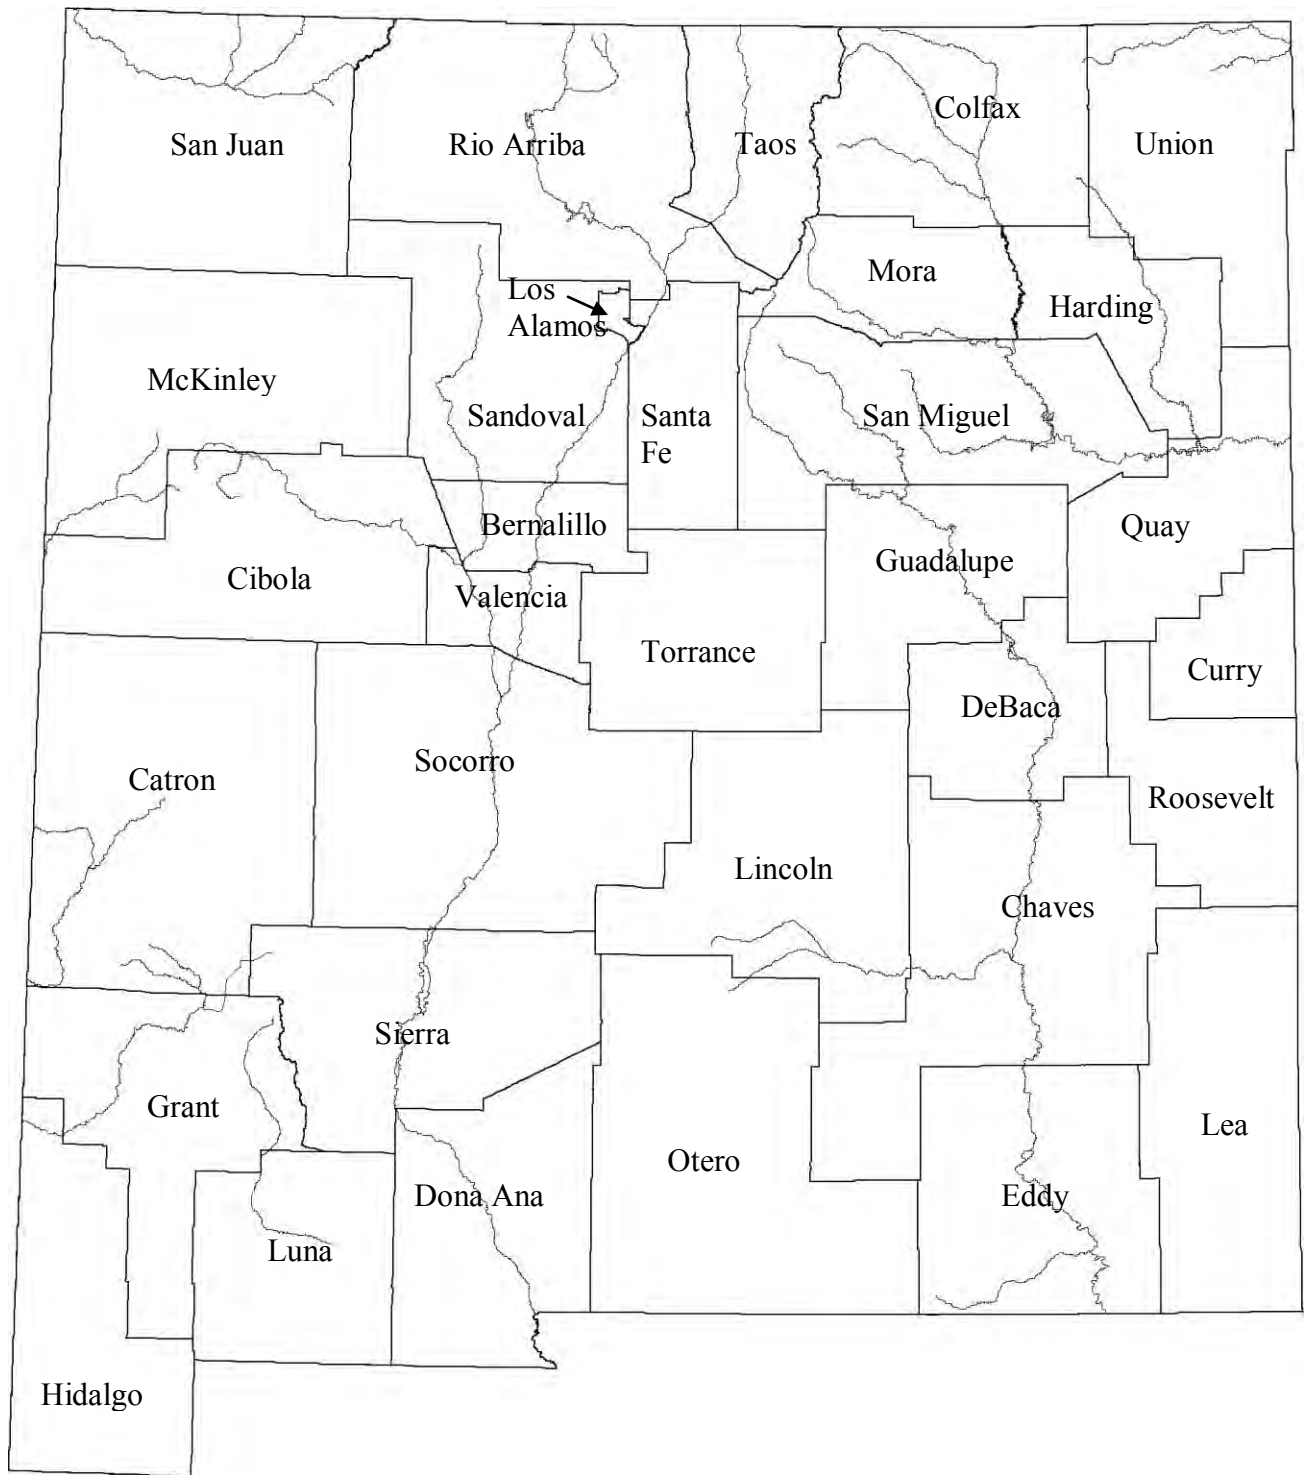 San Juan
Rio Arriba
Taos
Colfax
Union
Mora
Los
Alamos
Harding
McKinley
Sandoval
Santa
Fe
San Miguel
Bernalillo
Quay
Guadalupe
Cibola
Valencia
Torrance
Curry
DeBaca
Socorro
Catron
Roosevelt
Lincoln
Chaves
Sierra
Grant
Lea
Otero
Dona Ana
Eddy
Luna
Hidalgo